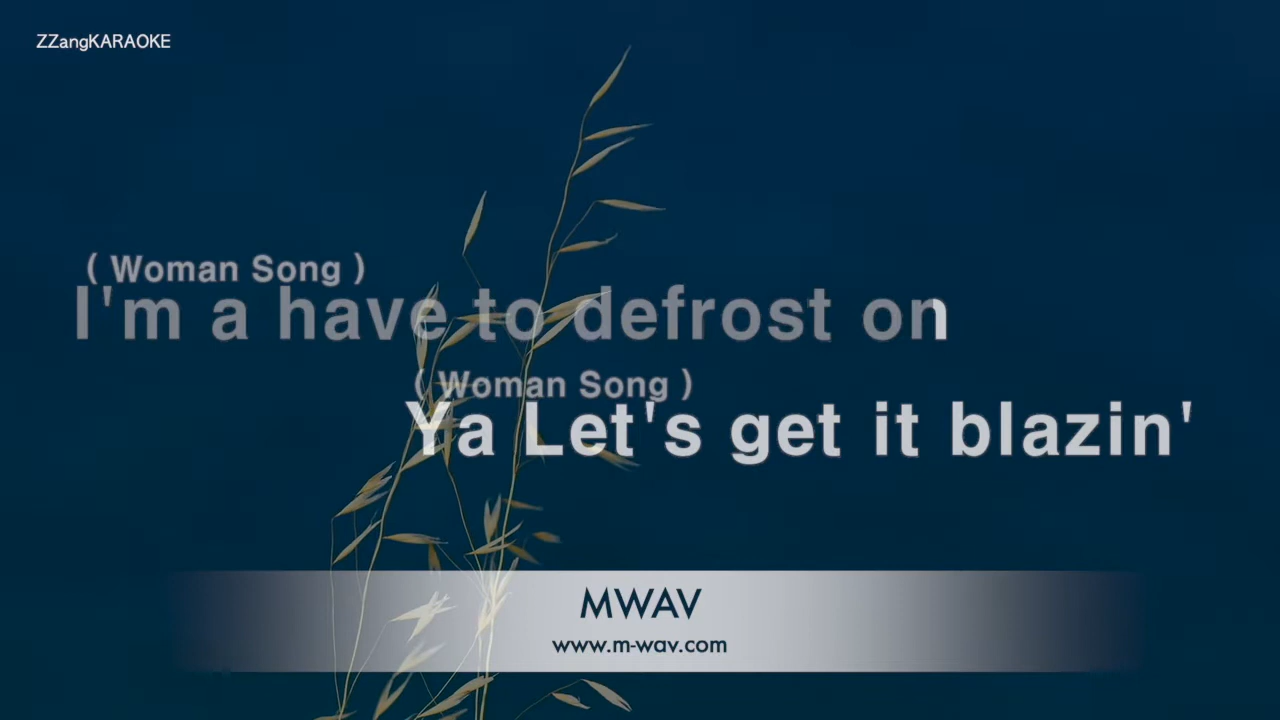 ZZangKARAOKE
( Woman Song )
I'm a have to defrost on
( Woman Song )
Ya Let's get it blazin'
MWAV
www.m-wav.com